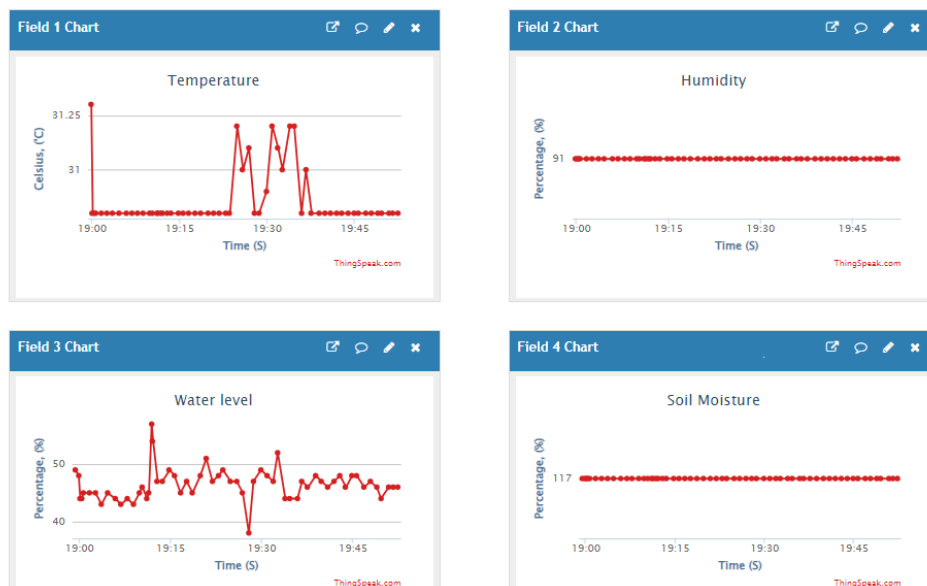 Field 1 Chart
Temperature
Celsius, (°C)
31.25
31
19:00 19:15 19:30 19:45
Time (S)
ThingSpeak.com
Field 2 Chart
Humidity
Percentage, (%)
91
19:00 19:15 19:30 19:45
Time (S)
ThingSpeak.com
Field 3 Chart
Water level
Percentage, (%)
50
40
19:00 19:15 19:30 19:45
Time (S)
ThingSpeak.com
Field 4 Chart
Soil Moisture
Percentage, (%)
117
19:00 19:15 19:30 19:45
Time (S)
ThingSpeak.com